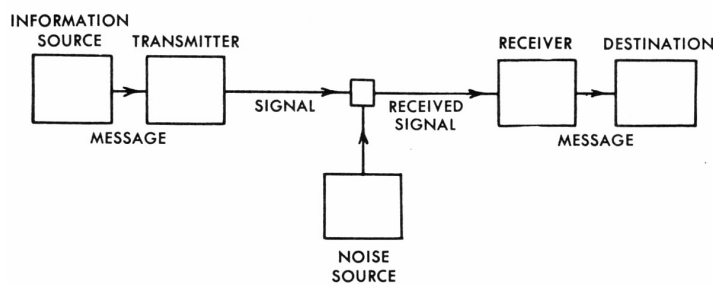 INFORMATION
SOURCE
TRANSMITTER
RECEIVER
DESTINATION
SIGNAL
RECEIVED
SIGNAL
MESSAGE
MESSAGE
NOISE
SOURCE